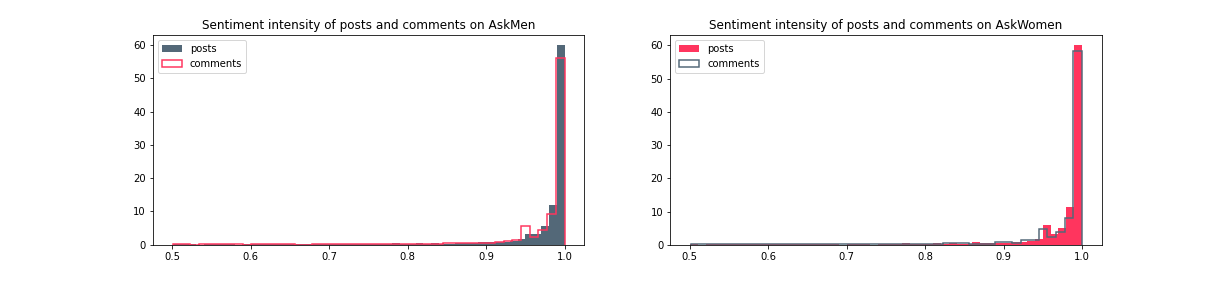 Sentiment intensity of posts and comments on AskMen
posts
comments
60
50
40
30
20
10
0
0.5 0.6 0.7 0.8 0.9 1.0
Sentiment intensity of posts and comments on AskWomen
posts
comments
60
50
40
30
20
10
0
0.5 0.6 0.7 0.8 0.9 1.0